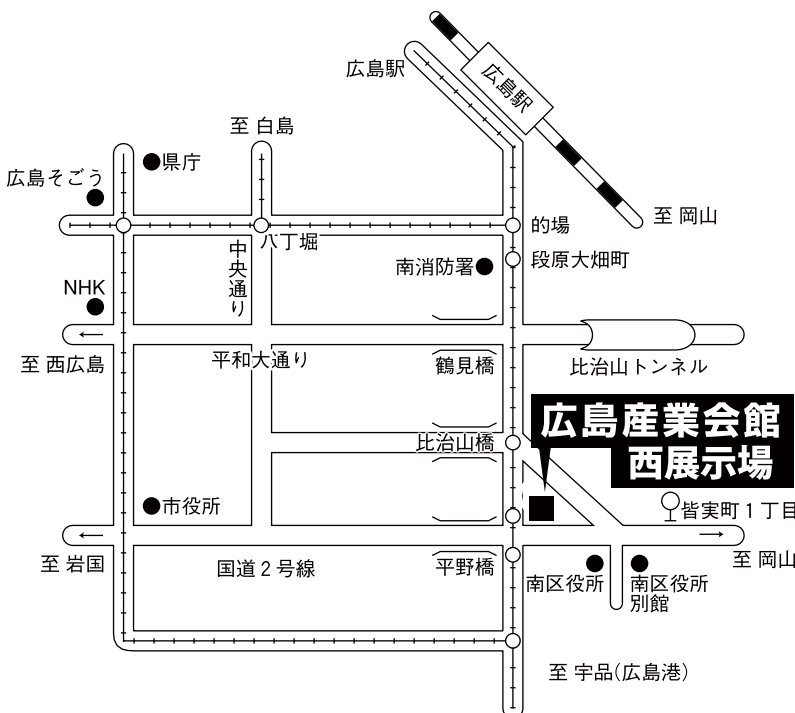 広島駅
広島駅
至 白島
県庁
広島そごう
至 岡山
的場
八丁堀
中央通り
南消防署
段原大畑町
NHK
至 西広島
平和大通り
鶴見橋
比治山トンネル
広島産業会館
西展示場
比治山橋
市役所
皆実町1丁目
至 岩国
国道2号線
平野橋
南区役所
南区役所
別館
至 岡山
至 宇品(広島港)